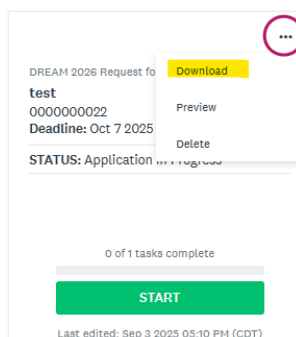 ...
DREAM 2026 Request fo
Download
test
0000000022
Preview
Deadline: Oct 7 2025
Delete
STATUS: Application in Progress
0 of 1 tasks complete
START
Last edited: Sep 3 2025 05:10 PM (CDT)